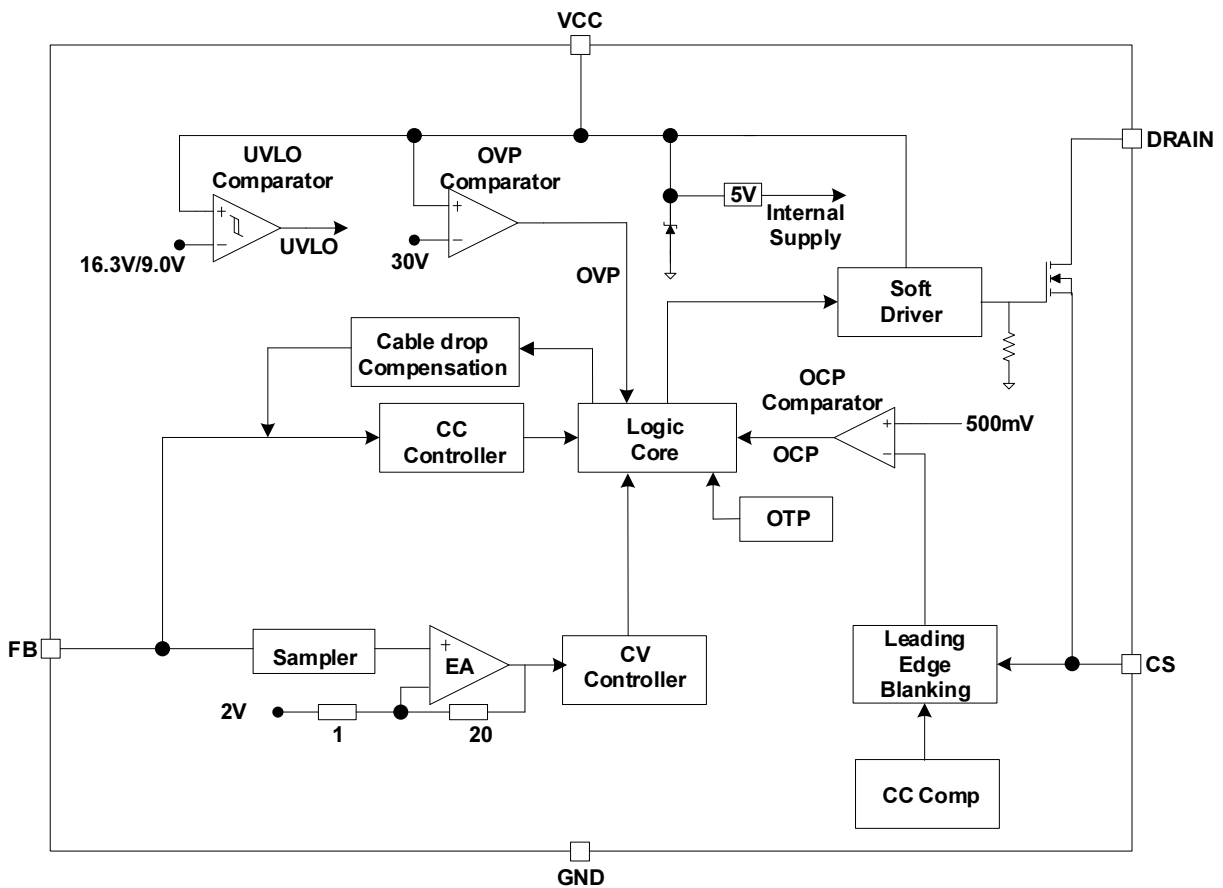 VCC
DRAIN
UVLO
Comparator
OVP
Comparator
+
−
UVLO
16.3V/9.0V
+
−
30V
OVP
5V
Internal
Supply
Soft
Driver
Cable drop
Compensation
OCP
Comparator
CC
Controller
Logic
Core
+
−
500mV
OCP
OTP
FB
Sampler
+
EA
CV
Controller
Leading
Edge
Blanking
CS
2V
1
20
CC Comp
GND